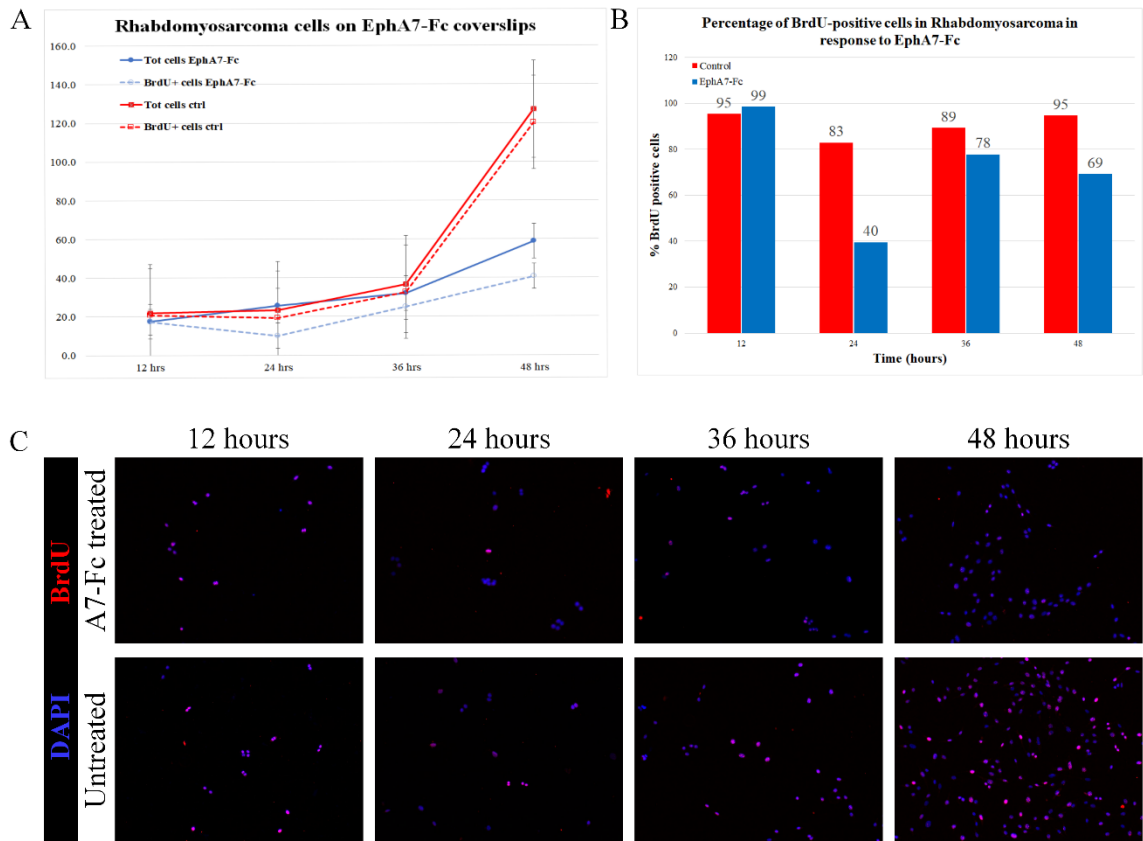 A
Rhabdomyosarcoma cells on EphA7-Fc coverslips
160.0
140.0
120.0
100.0
80.0
60.0
40.0
20.0
0.0
Tot cells EphA7-Fc
BrdU+ cells EphA7-Fc
Tot cells ctrl
BrdU+ cells ctrl
12 hrs
24 hrs
36 hrs
48 hrs
B
Percentage of BrdU-positive cells in Rhabdomyosarcoma in
response to EphA7-Fc
Control
EphA7-Fc
% BrdU positive cells
120
100
80
60
40
20
0
95
99
83
40
89
78
95
69
12
24
36
48
Time (hours)
C
12 hours
24 hours
36 hours
48 hours
BrdU
A7-Fc treated
DAPI
Untreated